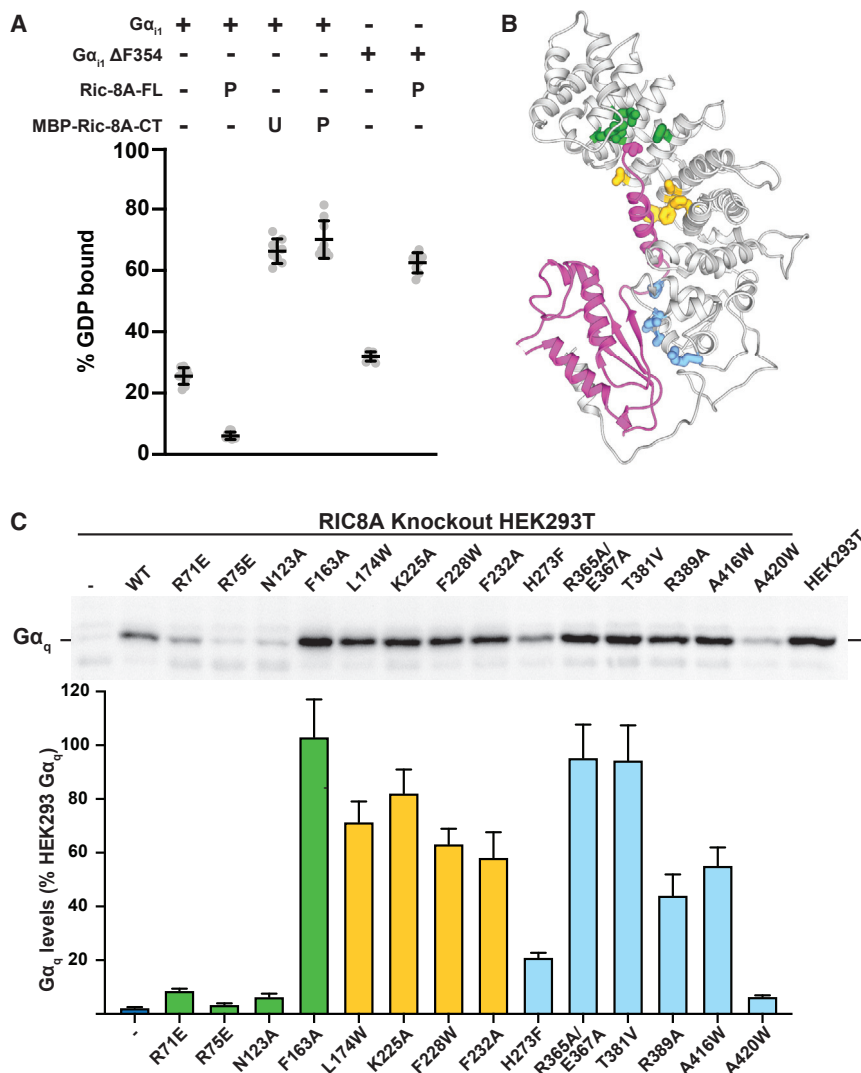 A
Gαi1 + + + + - -
Gαi1 ΔF354 - - - - + +
Ric-8A-FL - P - - - P
MBP-Ric-8A-CT - - U P - -
% GDP bound
100
80
60
40
20
0
B
C
RIC8A Knockout HEK293T
- WT R71E R75E N123A F163A L174W K225A F228W F232A H273F R365A/E367A T381V R389A A416W A420W HEK293T
Gαq
Gαq levels (% HEK293 Gαq)
120
100
80
60
40
20
- R71E R75E N123A F163A L174W K225A F228W F232A H273F R365A/E367A T381V R389A A416W A420W